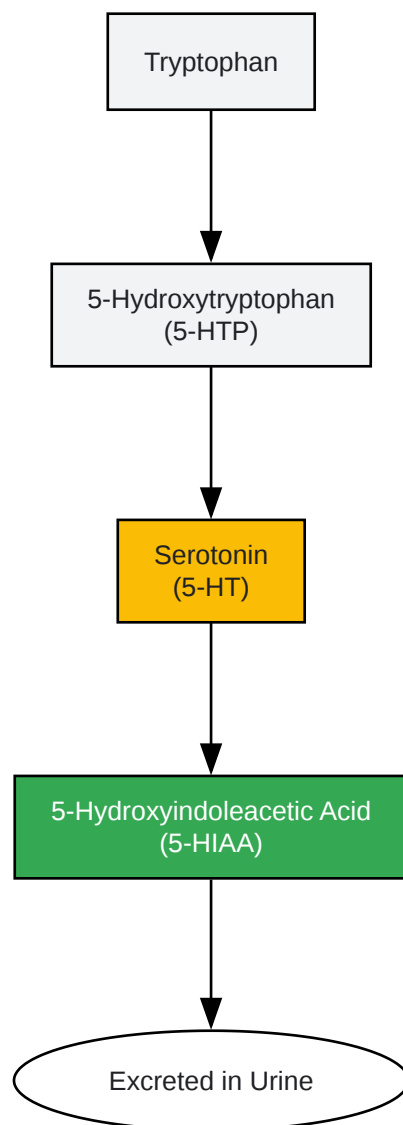 Tryptophan
5-Hydroxytryptophan
(5-HTP)
Serotonin
(5-HT)
5-Hydroxyindoleacetic Acid
(5-HIAA)
Excreted in Urine